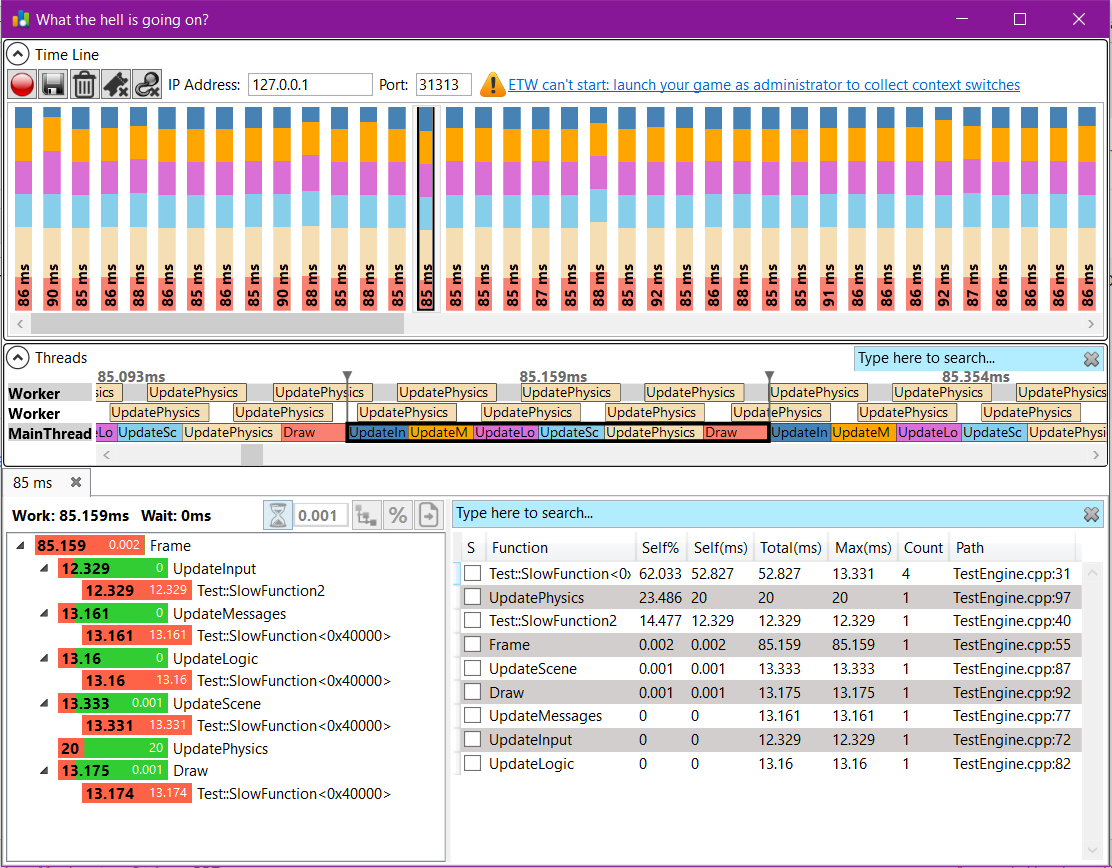 What the hell is going on?
Time Line
IP Address: 127.0.0.1 Port: 31313 ETW can't start: launch your game as administrator to collect context switches
86 ms 90 ms 85 ms 86 ms 88 ms 86 ms 85 ms 86 ms 85 ms 90 ms 88 ms 85 ms 88 ms 85 ms 85 ms 85 ms 85 ms 85 ms 87 ms 85 ms 88 ms 85 ms 92 ms 85 ms 86 ms 88 ms 85 ms 85 ms 91 ms 86 ms 86 ms 86 ms 92 ms 87 ms 86 ms 86 ms 86 ms 86 ms
Threads Type here to search...
85.093ms 85.159ms 85.354ms
Worker sics UpdatePhysics UpdatePhysics UpdatePhysics UpdatePhysics UpdatePhysics UpdatePhysics UpdatePhysics UpdatePhysics
Worker UpdatePhysics UpdatePhysics UpdatePhysics UpdatePhysics UpdatePhysics UpdatePhysics UpdatePhysics UpdatePhysics
MainThread Lo UpdateSc UpdatePhysics Draw UpdateIn UpdateM UpdateLo UpdateSc UpdatePhysics Draw UpdateIn UpdateM UpdateLo UpdateSc UpdatePhysi
85 ms
Work: 85.159ms Wait: 0ms 0.001 %
85.159 0.002 Frame
12.329 0 UpdateInput
12.329 12.329 Test::SlowFunction2
13.161 0 UpdateMessages
13.161 13.161 Test::SlowFunction<0x40000>
13.16 0 UpdateLogic
13.16 13.16 Test::SlowFunction<0x40000>
13.333 0.001 UpdateScene
13.331 13.331 Test::SlowFunction<0x40000>
20 20 UpdatePhysics
13.175 0.001 Draw
13.174 13.174 Test::SlowFunction<0x40000>
Type here to search...
S Function Self% Self(ms) Total(ms) Max(ms) Count Path
Test::SlowFunction<0 62.033 52.827 52.827 13.331 4 TestEngine.cpp:31
UpdatePhysics 23.486 20 20 20 1 TestEngine.cpp:97
Test::SlowFunction2 14.477 12.329 12.329 12.329 1 TestEngine.cpp:40
Frame 0.002 0.002 85.159 85.159 1 TestEngine.cpp:55
UpdateScene 0.001 0.001 13.333 13.333 1 TestEngine.cpp:87
Draw 0.001 0.001 13.175 13.175 1 TestEngine.cpp:92
UpdateMessages 0 0 13.161 13.161 1 TestEngine.cpp:77
UpdateInput 0 0 12.329 12.329 1 TestEngine.cpp:72
UpdateLogic 0 0 13.16 13.16 1 TestEngine.cpp:82